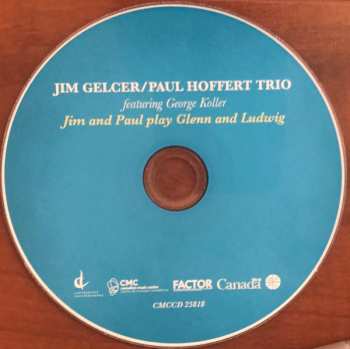 JIM GELCER/PAUL HOFFERT TRIO
featuring George Koller
Jim and Paul play Glenn and Ludwig
CMC FACTOR Canada
CMCCD 25818